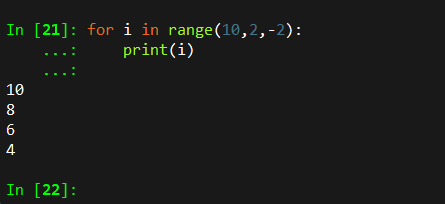 In [21]: for i in range(10,2,-2):
    ...:     print(i)
    ...:
10
8
6
4
In [22]: